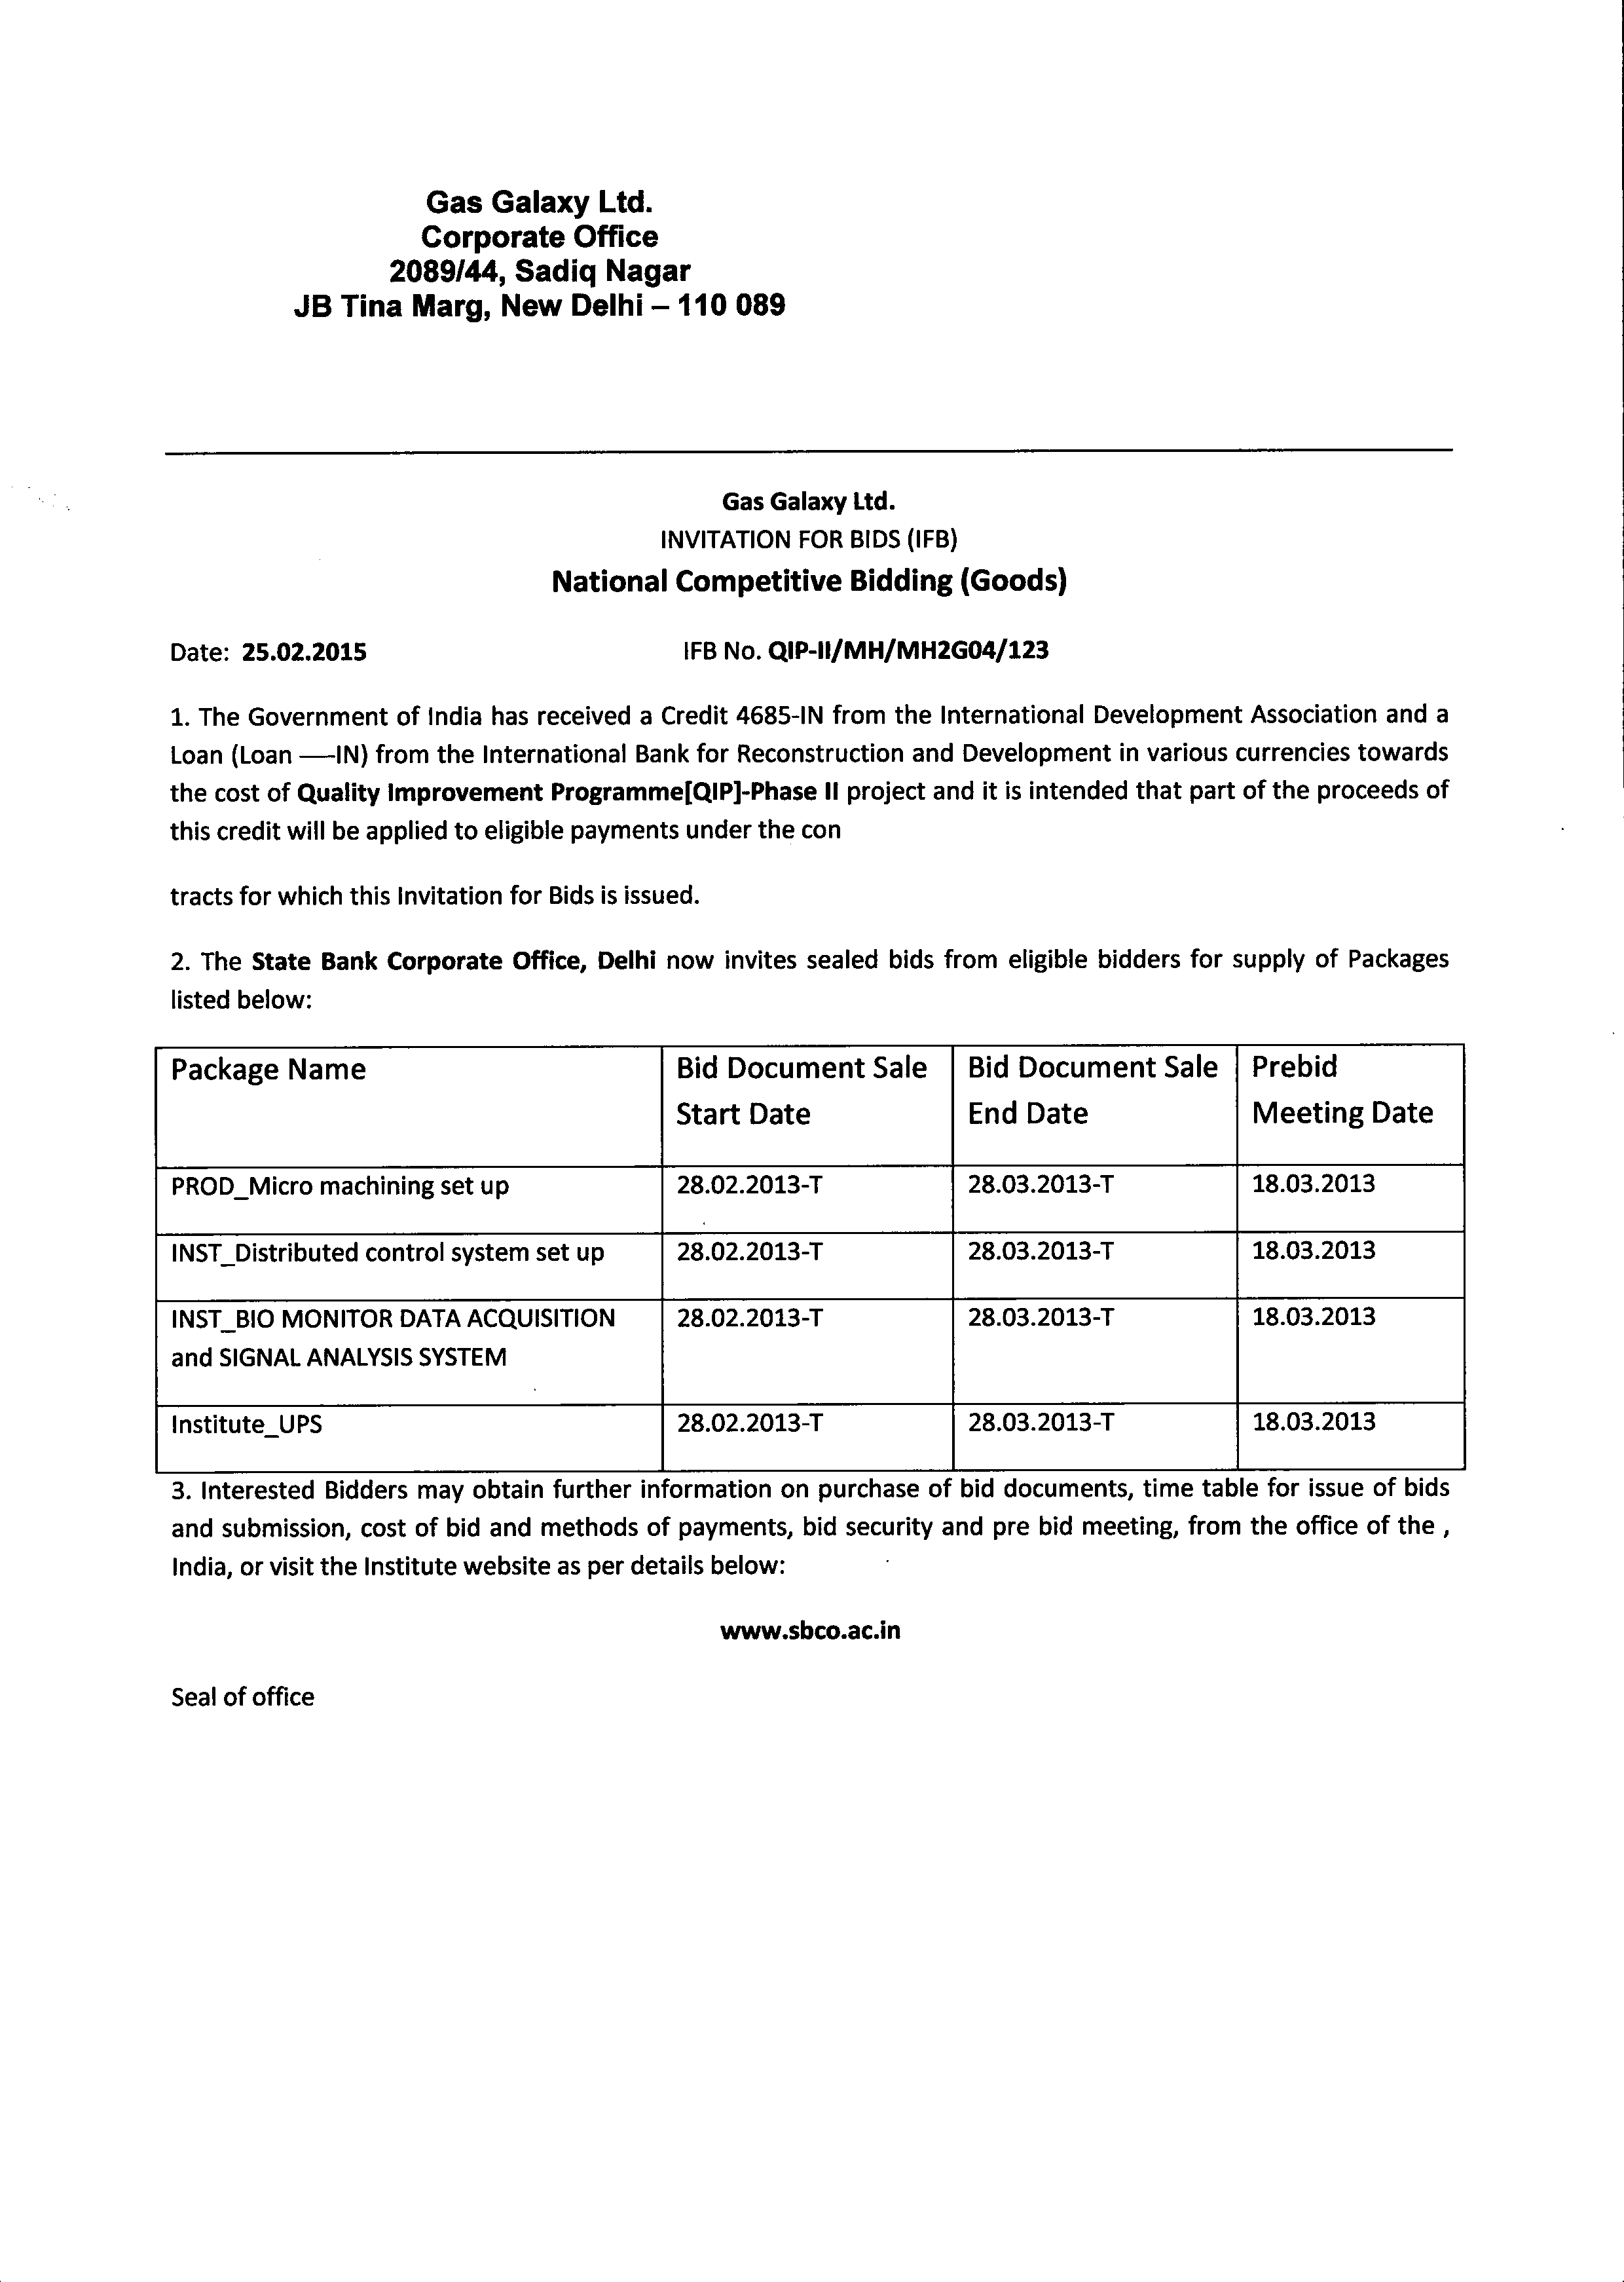 Gas Galaxy Ltd.
Corporate Office
2089/44, Sadiq Nagar
JB Tina Marg, New Delhi – 110 089
Gas Galaxy Ltd.
INVITATION FOR BIDS (IFB)
National Competitive Bidding (Goods)
Date: 25.02.2015 IFB No. QIP-II/MH/MH2G04/123
1. The Government of India has received a Credit 4685-IN from the International Development Association and a
Loan (Loan —–IN) from the International Bank for Reconstruction and Development in various currencies towards
the cost of Quality Improvement Programme[QIP]-Phase II project and it is intended that part of the proceeds of
this credit will be applied to eligible payments under the con
tracts for which this Invitation for Bids is issued.
2. The State Bank Corporate Office, Delhi now invites sealed bids from eligible bidders for supply of Packages
listed below:
Package Name Bid Document Sale Bid Document Sale Prebid
Start Date End Date Meeting Date
PROD_Micro machining set up 28.02.2013-T 28.03.2013-T 18.03.2013
INST_Distributed control system set up 28.02.2013-T 28.03.2013-T 18.03.2013
INST_BIO MONITOR DATA ACQUISITION 28.02.2013-T 28.03.2013-T 18.03.2013
and SIGNAL ANALYSIS SYSTEM
Institute_UPS 28.02.2013-T 28.03.2013-T 18.03.2013
3. Interested Bidders may obtain further information on purchase of bid documents, time table for issue of bids
and submission, cost of bid and methods of payments, bid security and pre bid meeting, from the office of the ,
India, or visit the Institute website as per details below:
www.sbco.ac.in
Seal of office